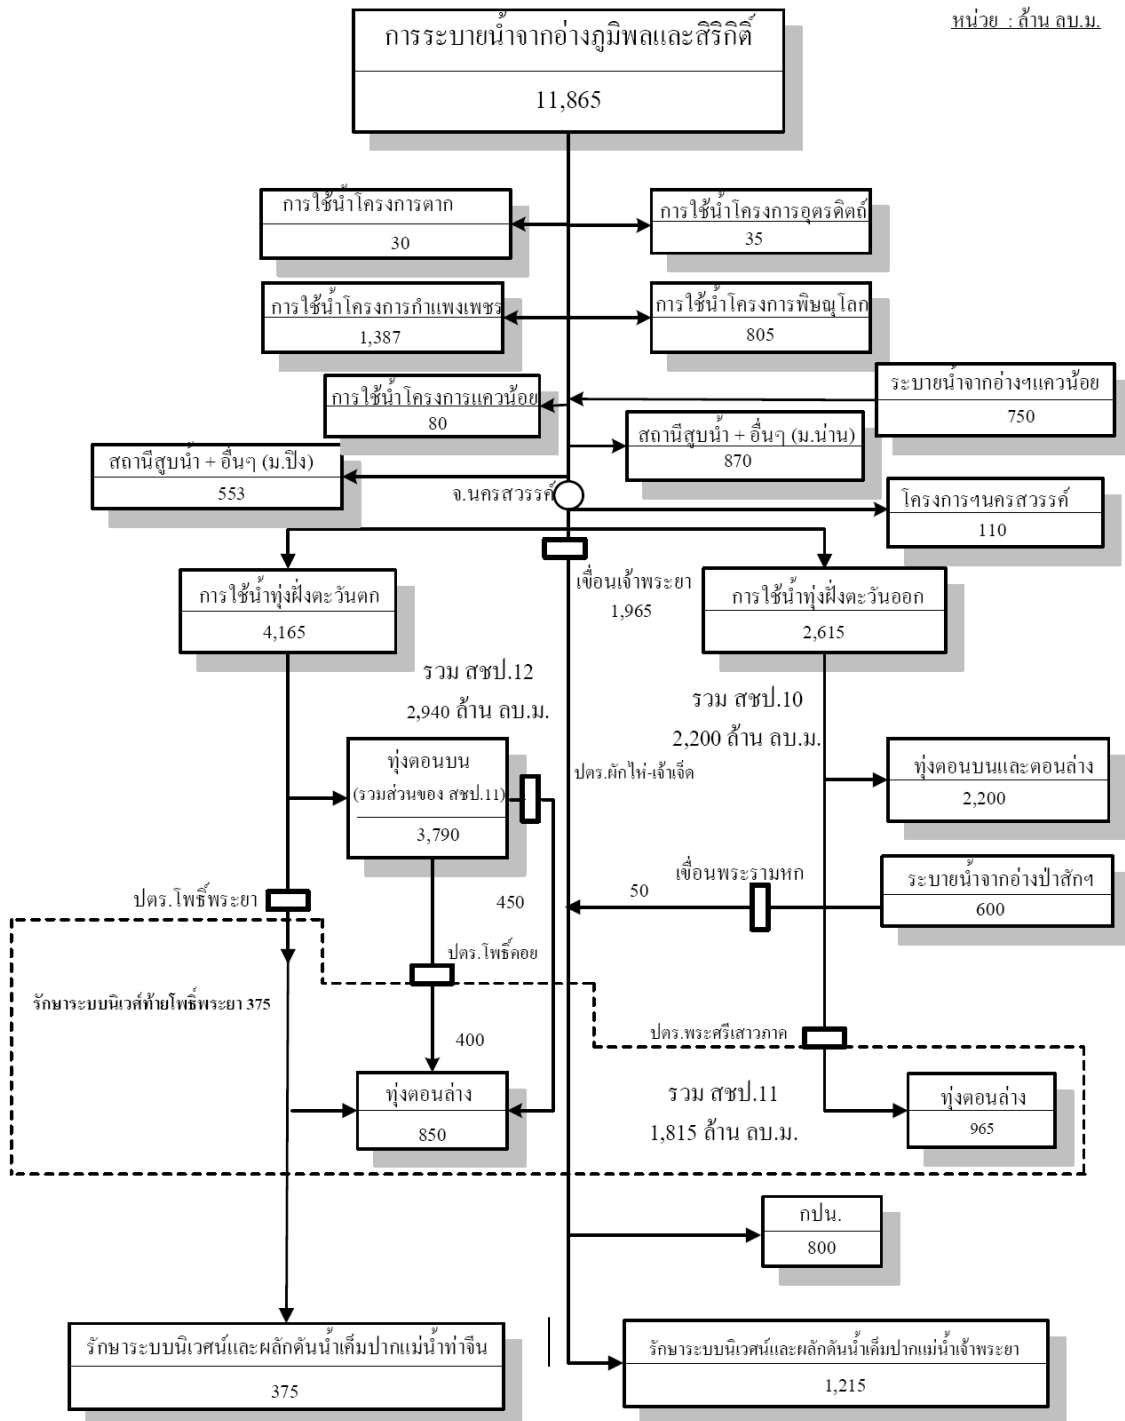 หน่วย : ล้าน ลบ.ม.
การระบายน้ำจากอ่างภูมิพลและสิริกิติ์
11,865
การใช้น้ำโครงการตาก
30
การใช้น้ำโครงการอุตรดิตถ์
35
การใช้น้ำโครงการกำแพงเพชร
1,387
การใช้น้ำโครงการพิษณุโลก
805
การใช้น้ำโครงการแควน้อย
80
ระบายน้ำจากอ่างฯแควน้อย
750
สถานีสูบน้ำ + อื่นๆ (ม.น่าน)
870
สถานีสูบน้ำ + อื่นๆ (ม.ปิง)
553
จ.นครสวรรค์
โครงการฯนครสวรรค์
110
เขื่อนเจ้าพระยา
1,965
การใช้น้ำทุ่งฝั่งตะวันตก
4,165
การใช้น้ำทุ่งฝั่งตะวันออก
2,615
รวม สชป.12
2,940 ล้าน ลบ.ม.
รวม สชป.10
2,200 ล้าน ลบ.ม.
ทุ่งตอนบน
(รวมส่วนของ สชป.11)
3,790
ปตร.ผักไห่-เจ้าเจ็ด
ทุ่งตอนบนและตอนล่าง
2,200
เขื่อนพระรามหก
50
ระบายน้ำจากอ่างป่าสักฯ
600
ปตร.โพธิ์พระยา
450
ปตร.โพธิ์คอย
รักษาระบบนิเวศ์ท้ายโพธิ์พระยา 375
400
ปตร.พระศรีเสาวภาค
ทุ่งตอนล่าง
850
รวม สชป.11
1,815 ล้าน ลบ.ม.
ทุ่งตอนล่าง
965
กปน.
800
รักษาระบบนิเวศน์และผลักดันน้ำเค็มปากแม่น้ำท่าจีน
375
รักษาระบบนิเวศน์และผลักดันน้ำเค็มปากแม่น้ำเจ้าพระยา
1,215